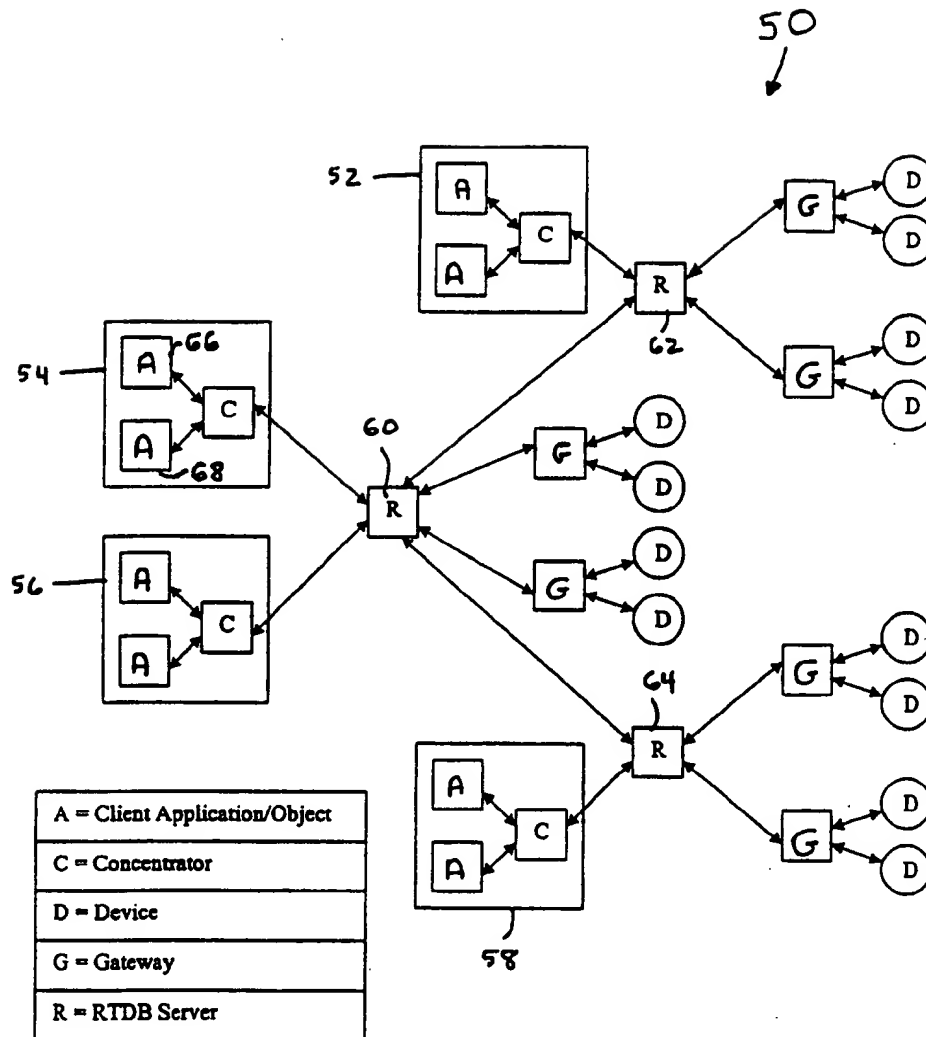 50
52
A
C
A
R
62
G
D
D
G
D
D
54
A
66
C
A
68
60
R
G
D
D
G
D
D
56
A
C
A
64
R
G
D
D
G
D
D
A
C
A
58
A = Client Application/Object
C = Concentrator
D = Device
G = Gateway
R = RTDB Server